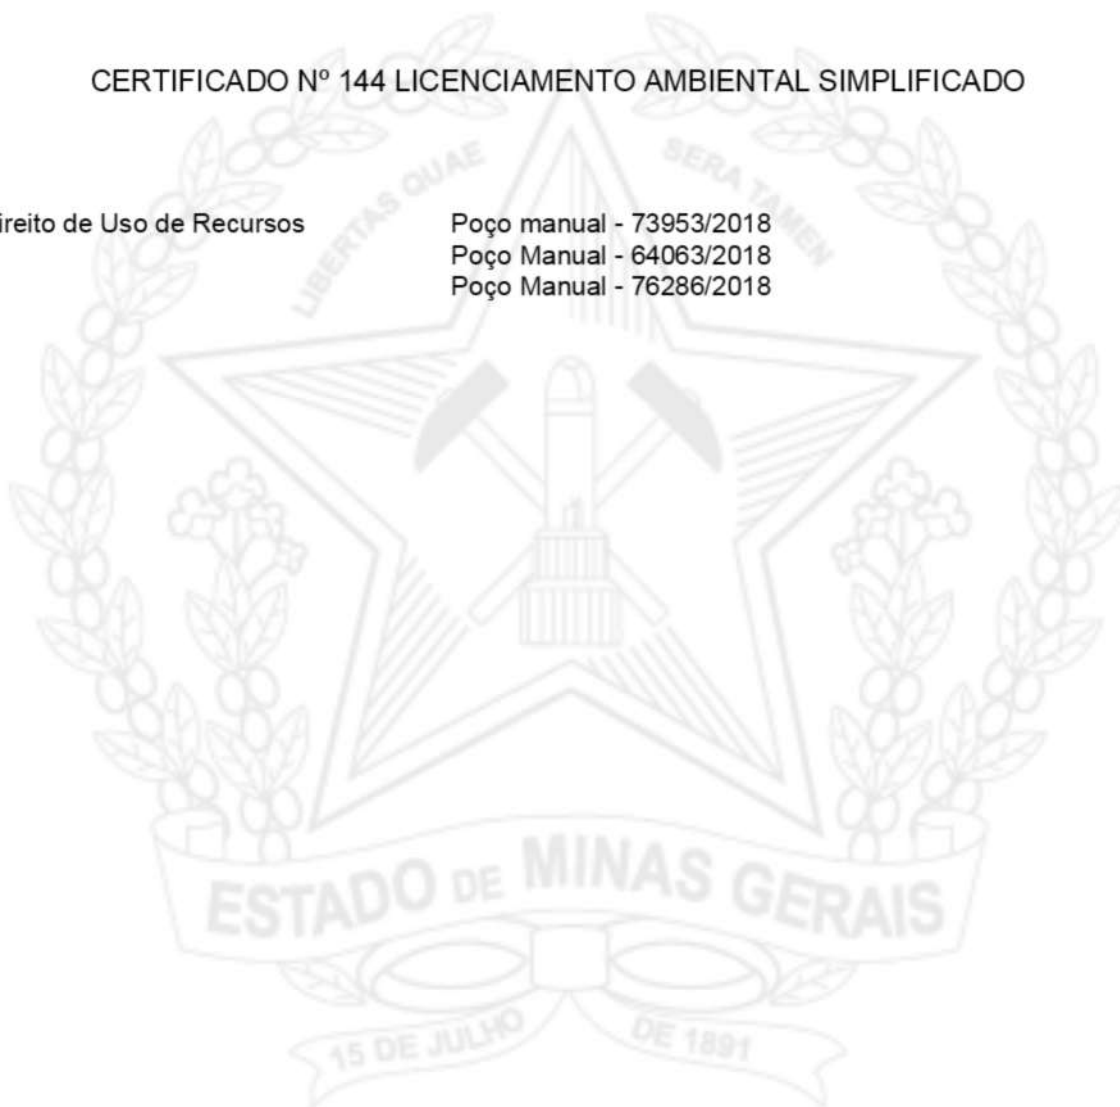 CERTIFICADO Nº 144 LICENCIAMENTO AMBIENTAL SIMPLIFICADO
LIBERTAS QUAE SERA TAMEN
ireito de Uso de Recursos
Poço manual - 73953/2018
Poço Manual - 64063/2018
Poço Manual - 76286/2018
ESTADO DE MINAS GERAIS
15 DE JULHO DE 1891